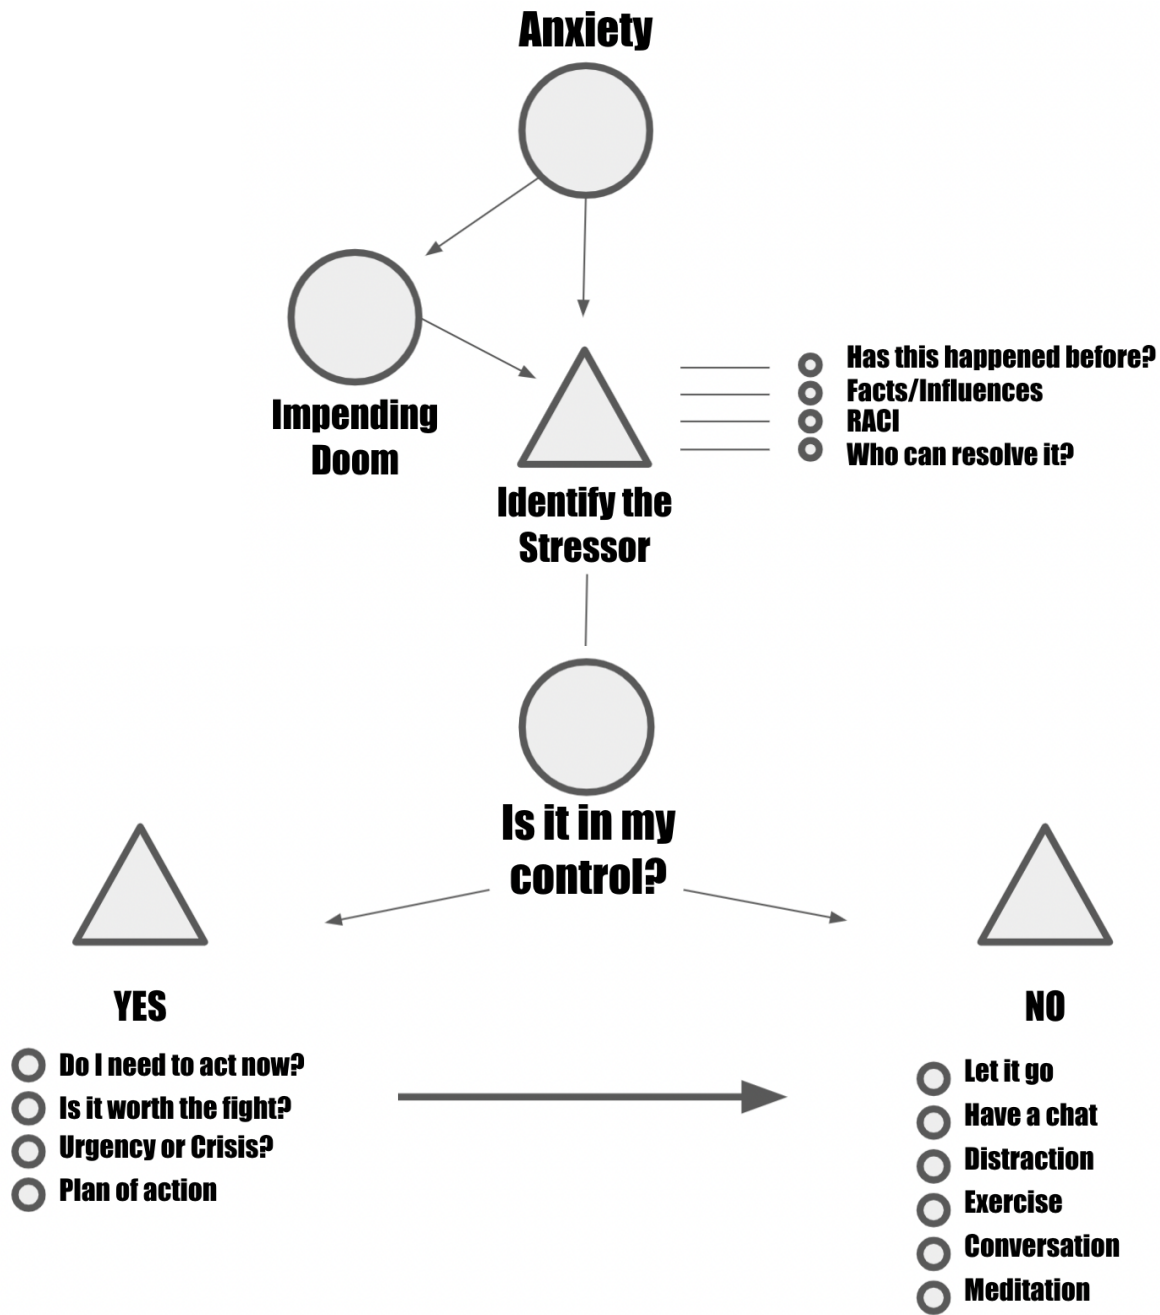 Anxiety
Impending
Doom
Identify the
Stressor
Has this happened before?
Facts/Influences
RACI
Who can resolve it?
Is it in my
control?
YES
Do I need to act now?
Is it worth the fight?
Urgency or Crisis?
Plan of action
NO
Let it go
Have a chat
Distraction
Exercise
Conversation
Meditation